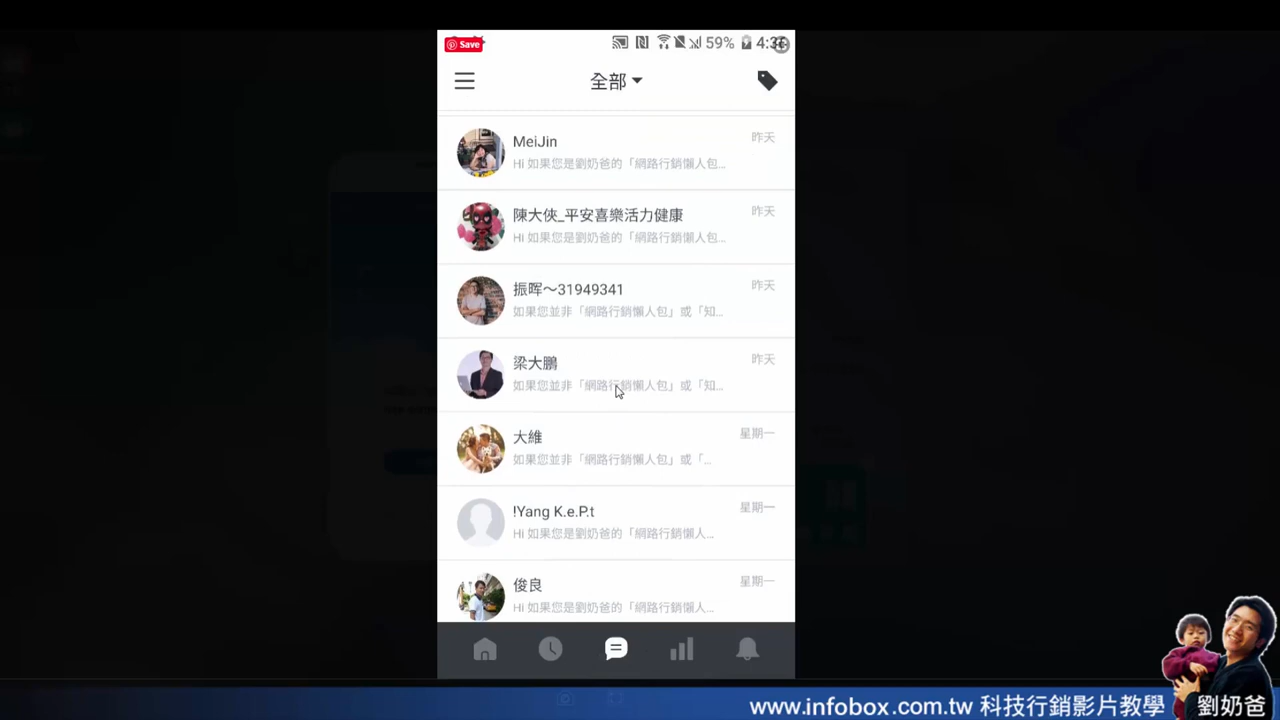 Save
59%
4:36
全部
MeiJin
昨天
Hi 如果您是劉奶爸的「網路行銷懶人包...
陳大俠_平安喜樂活力健康
昨天
Hi 如果您是劉奶爸的「網路行銷懶人包...
振晖～31949341
昨天
如果您並非「網路行銷懶人包」或「知...
梁大鵬
昨天
如果您並非「網路行銷懶人包」或「知...
大維
星期一
如果您並非「網路行銷懶人包」或「...
!Yang K.e.P.t
星期一
Hi 如果您是劉奶爸的「網路行銷懶人...
俊良
星期一
Hi 如果您是劉奶爸的「網路行銷懶人...
www.infobox.com.tw 科技行銷影片教學
劉奶爸